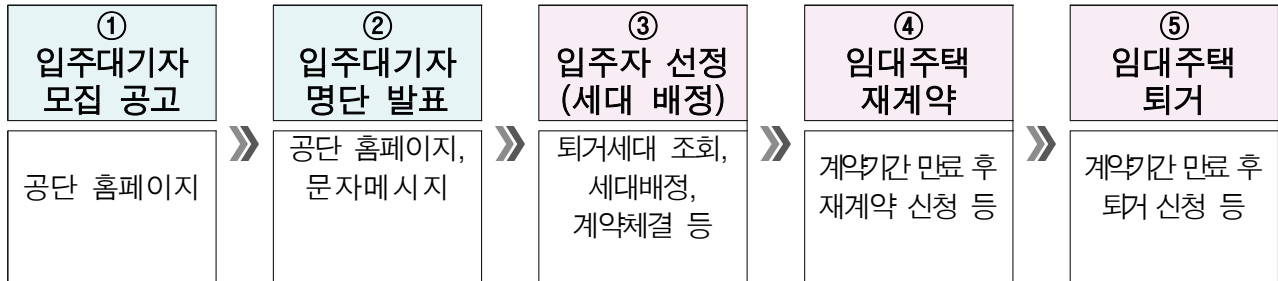 ①
입주대기자
모집 공고
공단 홈페이지
②
입주대기자
명단 발표
공단 홈페이지,
문자메시지
③
입주자 선정
(세대 배정)
퇴거세대 조회,
세대배정,
계약체결 등
④
임대주택
재계약
계약기간 만료 후
재계약 신청 등
⑤
임대주택
퇴거
계약기간 만료 후
퇴거 신청 등